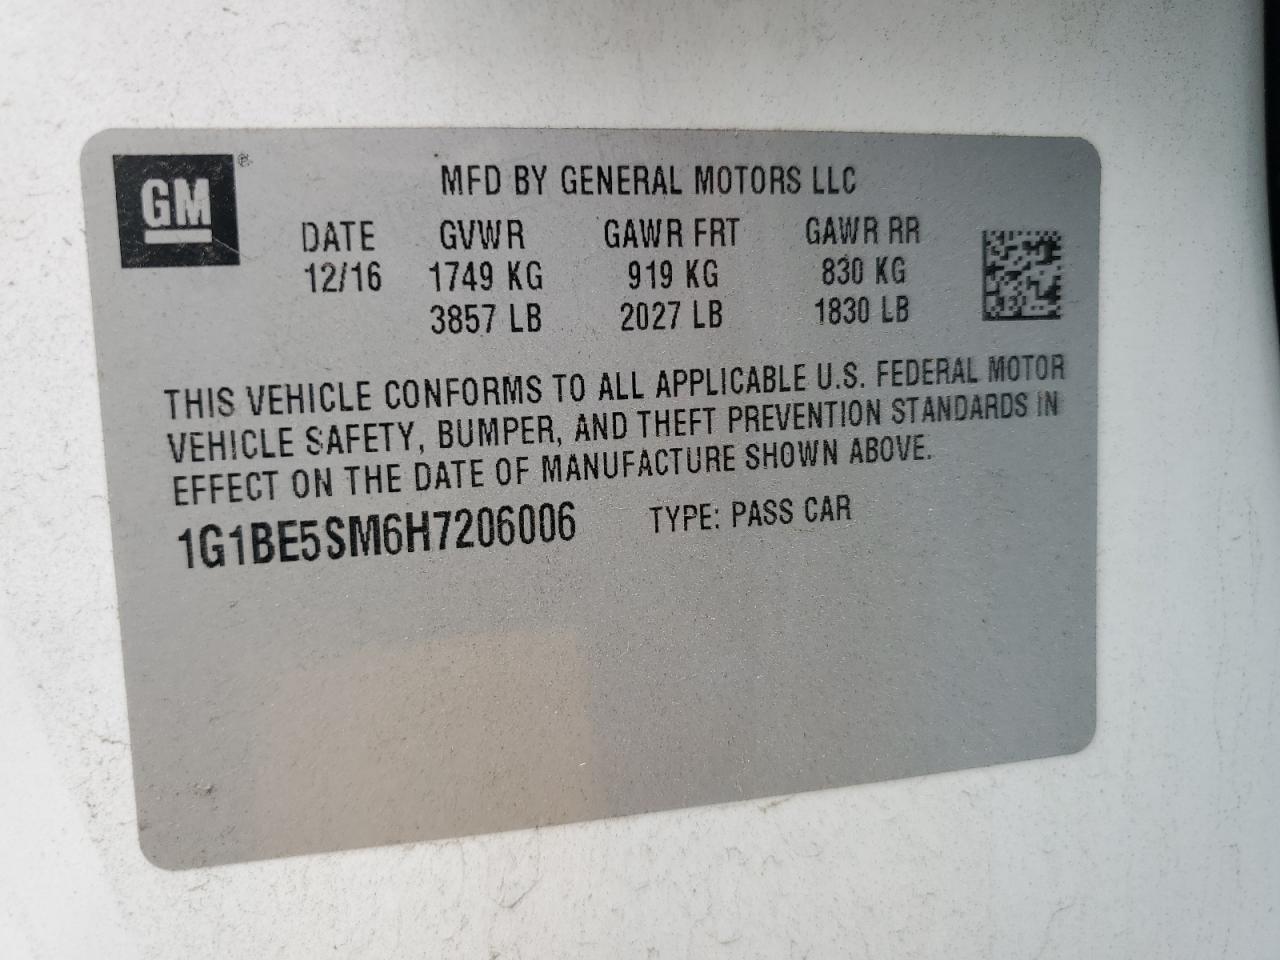 GM®
MFD BY GENERAL MOTORS LLC
DATE GVWR GAWR FRT GAWR RR
12/16 1749 KG 919 KG 830 KG
3857 LB 2027 LB 1830 LB
THIS VEHICLE CONFORMS TO ALL APPLICABLE U.S. FEDERAL MOTOR
VEHICLE SAFETY, BUMPER, AND THEFT PREVENTION STANDARDS IN
EFFECT ON THE DATE OF MANUFACTURE SHOWN ABOVE.
1G1BE5SM6H7206006 TYPE: PASS CAR